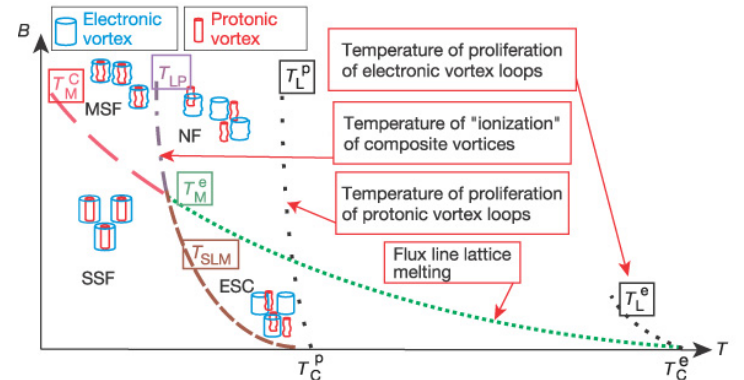 B
Electronic
vortex
Protonic
vortex
T_M^C
T_LP
T_L^p
MSF
NF
Temperature of proliferation
of electronic vortex loops
Temperature of "ionization"
of composite vortices
T_M^e
Temperature of proliferation
of protonic vortex loops
T_SLM
Flux line lattice
melting
SSF
ESC
T_L^e
T
T_C^p
T_C^e